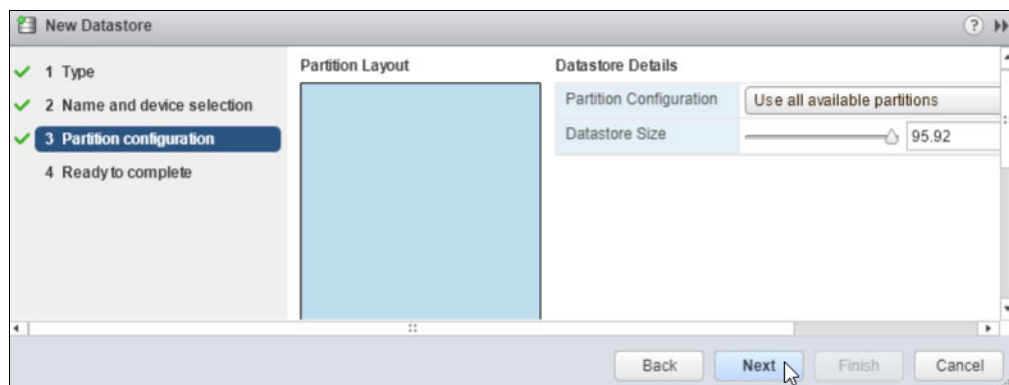 New Datastore
?
1 Type
2 Name and device selection
3 Partition configuration
4 Ready to complete
Partition Layout
Datastore Details
Partition Configuration Use all available partitions
Datastore Size 95.92
Back Next Finish Cancel